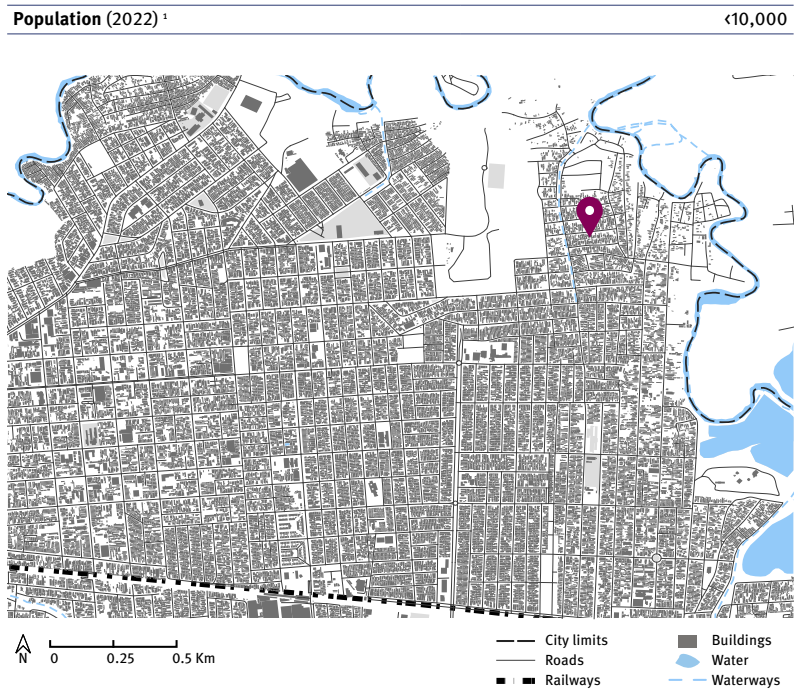 Population (2022) ¹ <10,000
N
0 0.25 0.5 Km
City limits
Roads
Railways
Buildings
Water
Waterways